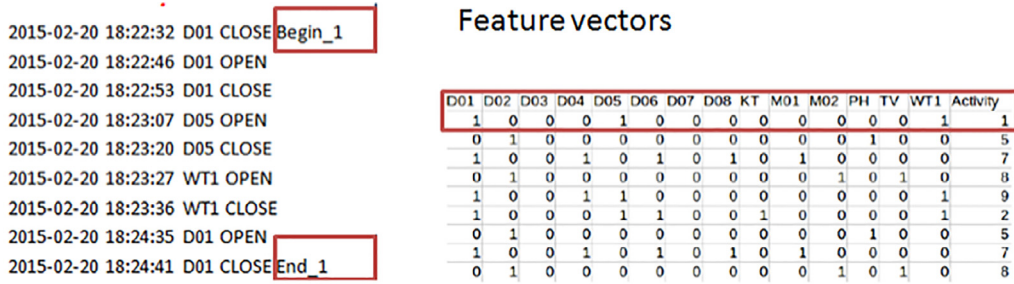 2015-02-20 18:22:32 D01 CLOSE Begin_1
2015-02-20 18:22:46 D01 OPEN
2015-02-20 18:22:53 D01 CLOSE
2015-02-20 18:23:07 D05 OPEN
2015-02-20 18:23:20 D05 CLOSE
2015-02-20 18:23:27 WT1 OPEN
2015-02-20 18:23:36 WT1 CLOSE
2015-02-20 18:24:35 D01 OPEN
2015-02-20 18:24:41 D01 CLOSE End_1
Feature vectors
D01 D02 D03 D04 D05 D06 D07 D08 KT M01 M02 PH TV WT1 Activity
1 0 0 0 1 0 0 0 0 0 0 0 0 1 1
0 1 0 0 0 0 0 0 0 0 0 1 0 0 5
1 0 0 1 0 1 0 1 0 1 0 0 0 0 7
0 1 0 0 0 0 0 0 0 0 1 0 1 0 8
1 0 0 1 1 0 0 0 0 0 0 0 0 1 9
1 0 0 0 1 1 0 0 1 0 0 0 0 1 2
0 1 0 0 0 0 0 0 0 0 0 1 0 0 5
1 0 0 1 0 1 0 1 0 1 0 0 0 0 7
0 1 0 0 0 0 0 0 0 0 1 0 1 0 8